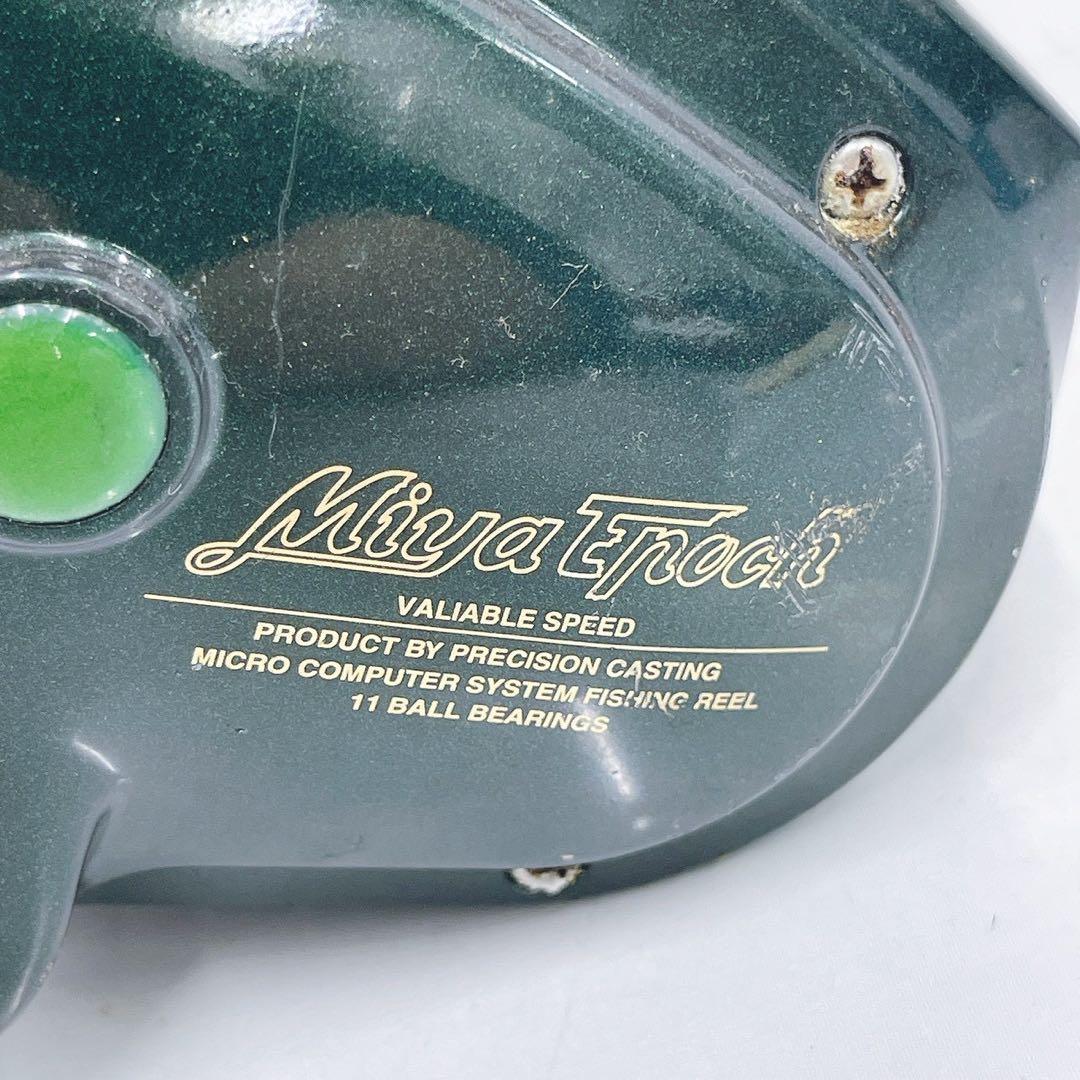 Miya Epoch
VALIABLE SPEED
PRODUCT BY PRECISION CASTING
MICRO COMPUTER SYSTEM FISHING REEL
11 BALL BEARINGS